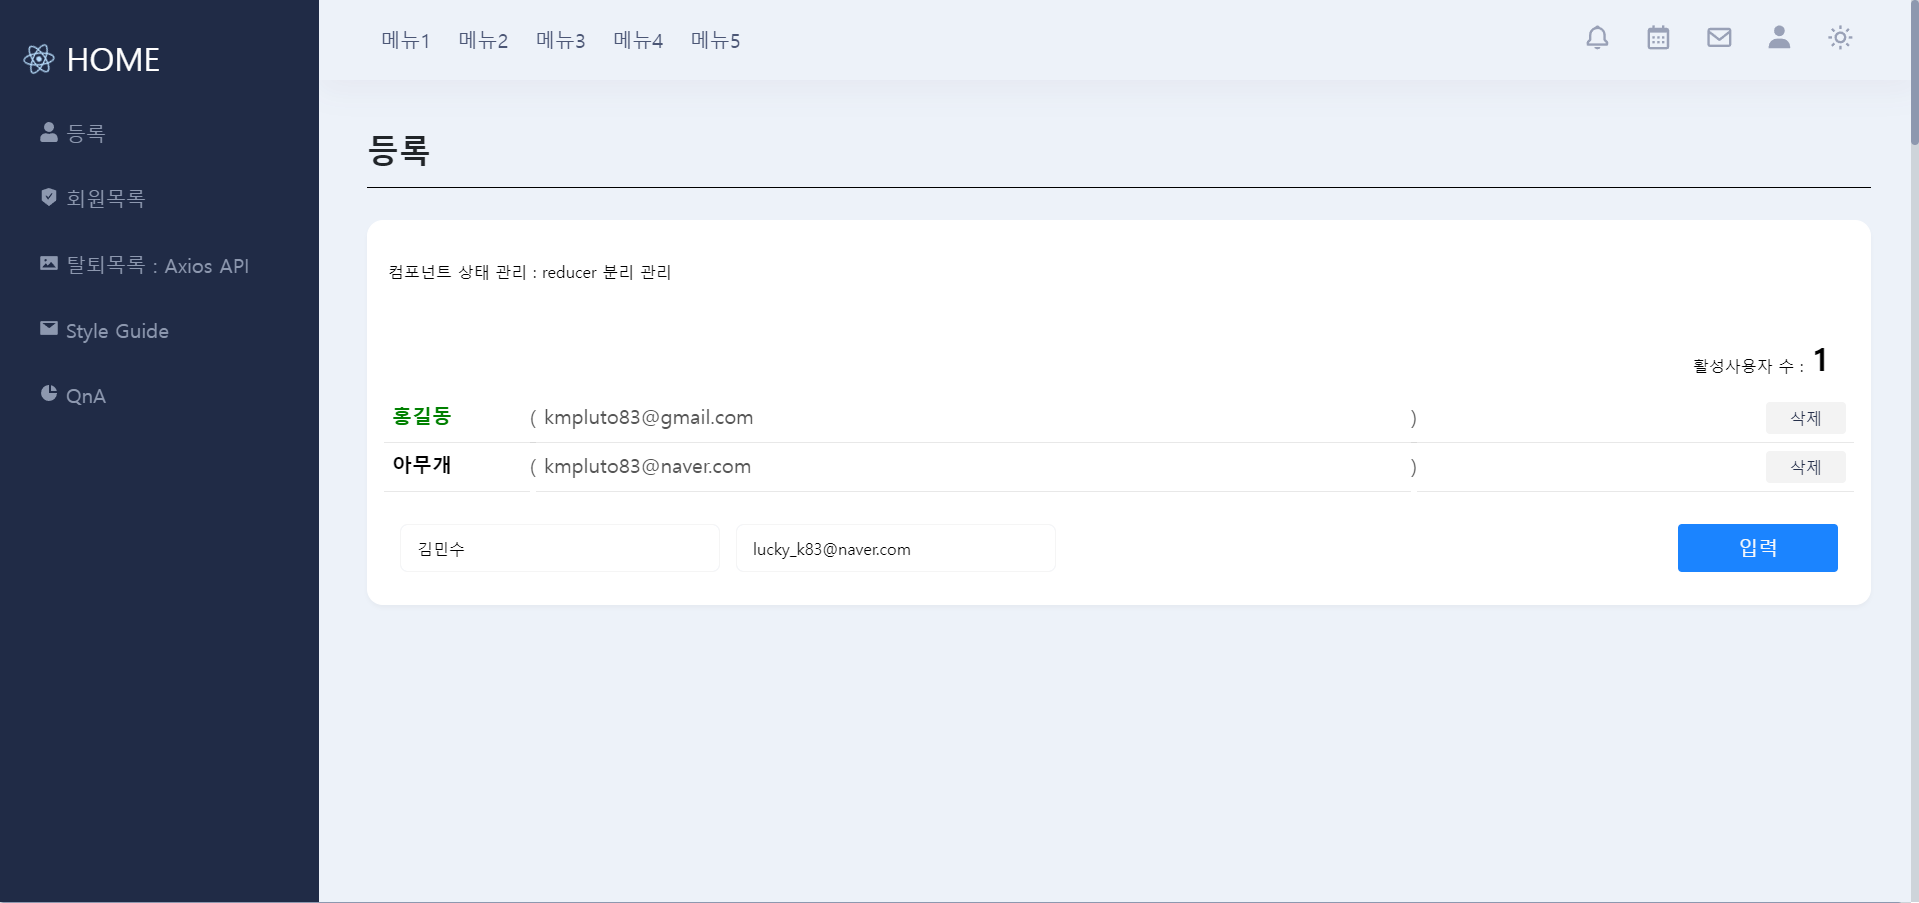 HOME
등록
회원목록
탈퇴목록 : Axios API
Style Guide
QnA
메뉴1 메뉴2 메뉴3 메뉴4 메뉴5
등록
컴포넌트 상태 관리 : reducer 분리 관리
활성사용자 수 : 1
홍길동 ( kmpluto83@gmail.com ) 삭제
아무개 ( kmpluto83@naver.com ) 삭제
김민수 lucky_k83@naver.com 입력